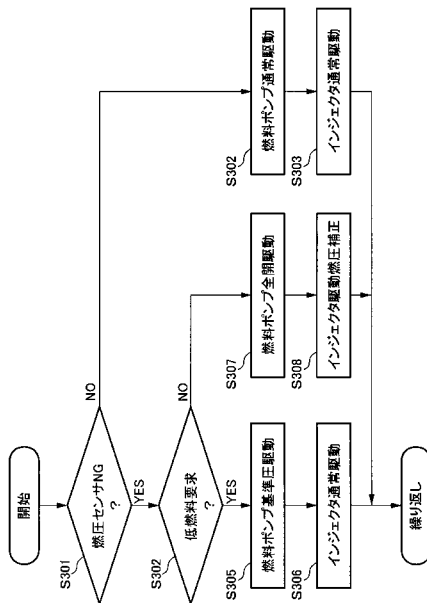 開始
S301
燃圧センサNG
?
NO
YES
S302
低燃料要求
?
NO
YES
S305
燃料ポンプ基準圧駆動
S307
燃料ポンプ全開駆動
S302
燃料ポンプ通常駆動
S306
インジェクタ通常駆動
S308
インジェクタ駆動燃圧補正
S303
インジェクタ通常駆動
繰り返し